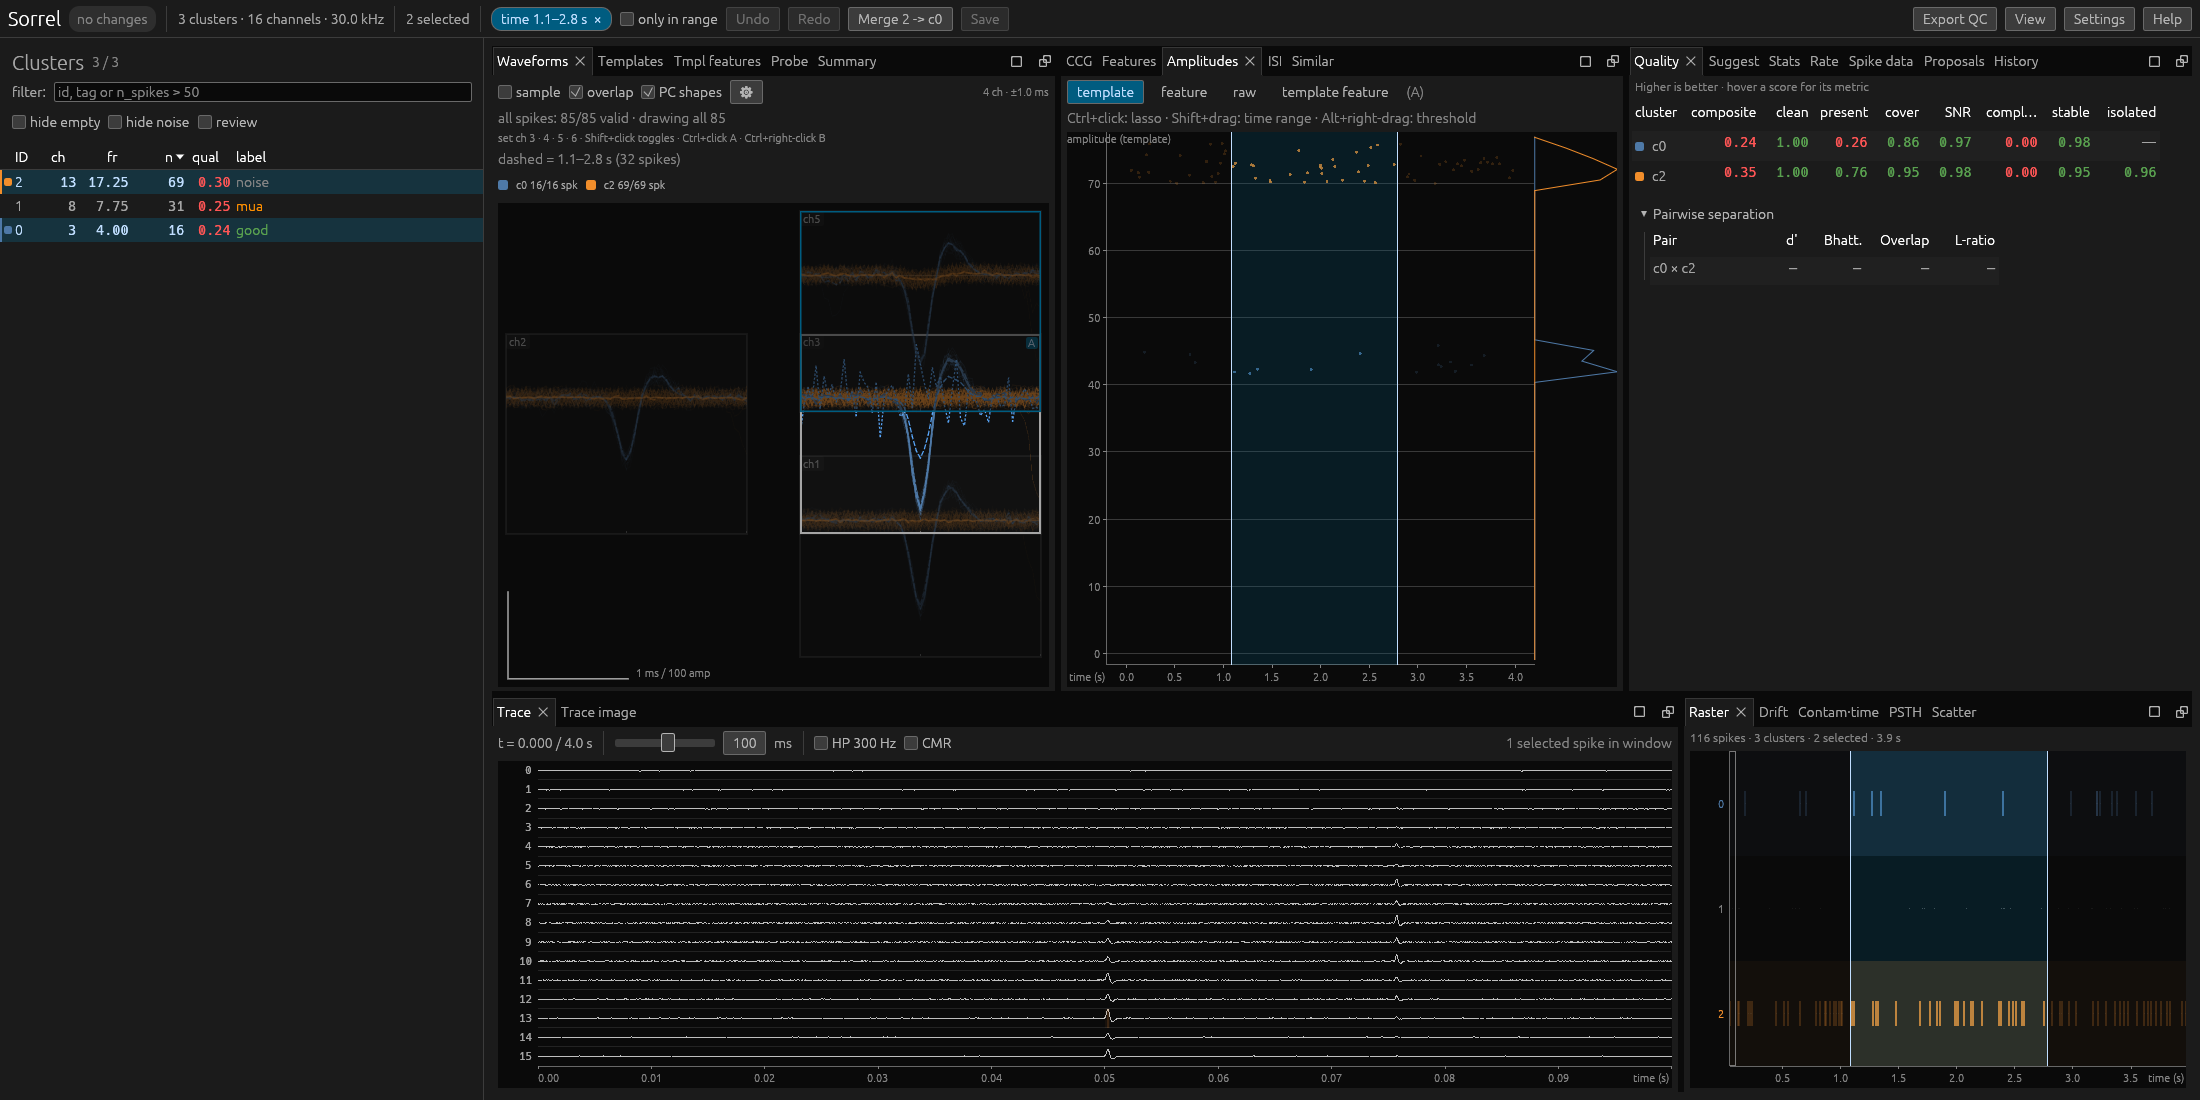 Sorrel no changes 3 clusters · 16 channels · 30.0 kHz 2 selected time 1.1–2.8 s × only in range Undo Redo Merge 2 -> c0 Save Export QC View Settings Help
Clusters 3 / 3
filter: id, tag or n_spikes > 50
hide empty hide noise review
ID ch fr n▼ qual label
2 13 17.25 69 0.30 noise
1 8 7.75 31 0.25 mua
0 3 4.00 16 0.24 good
Waveforms Templates Tmpl features Probe Summary
sample overlap PC shapes 4 ch · ±1.0 ms
all spikes: 85/85 valid · drawing all 85
set ch 3 · 4 · 5 · 6 · Shift+click toggles · Ctrl+click A · Ctrl+right-click B
dashed = 1.1–2.8 s (32 spikes)
c0 16/16 spk c2 69/69 spk
ch5
ch2
ch3 A
ch1
1 ms / 100 amp
CCG Features Amplitudes ISI Similar
template feature raw template feature (A)
Ctrl+click: lasso · Shift+drag: time range · Alt+right-drag: threshold
amplitude (template)
70
60
50
40
30
20
10
0
time (s) 0.0 0.5 1.0 1.5 2.0 2.5 3.0 3.5 4.0
Quality Suggest Stats Rate Spike data Proposals History
Higher is better · hover a score for its metric
cluster composite clean present cover SNR compl... stable isolated
c0 0.24 1.00 0.26 0.86 0.97 0.00 0.98 —
c2 0.35 1.00 0.76 0.95 0.98 0.00 0.95 0.96
▼ Pairwise separation
Pair d' Bhatt. Overlap L-ratio
c0 × c2 — — — —
Trace Trace image
t = 0.000 / 4.0 s 100 ms HP 300 Hz CMR 1 selected spike in window
0
1
2
3
4
5
6
7
8
9
10
11
12
13
14
15
0.00 0.01 0.02 0.03 0.04 0.05 0.06 0.07 0.08 0.09 time (s)
Raster Drift Contam·time PSTH Scatter
116 spikes · 3 clusters · 2 selected · 3.9 s
0
1
2
0.5 1.0 1.5 2.0 2.5 3.0 3.5 time (s)